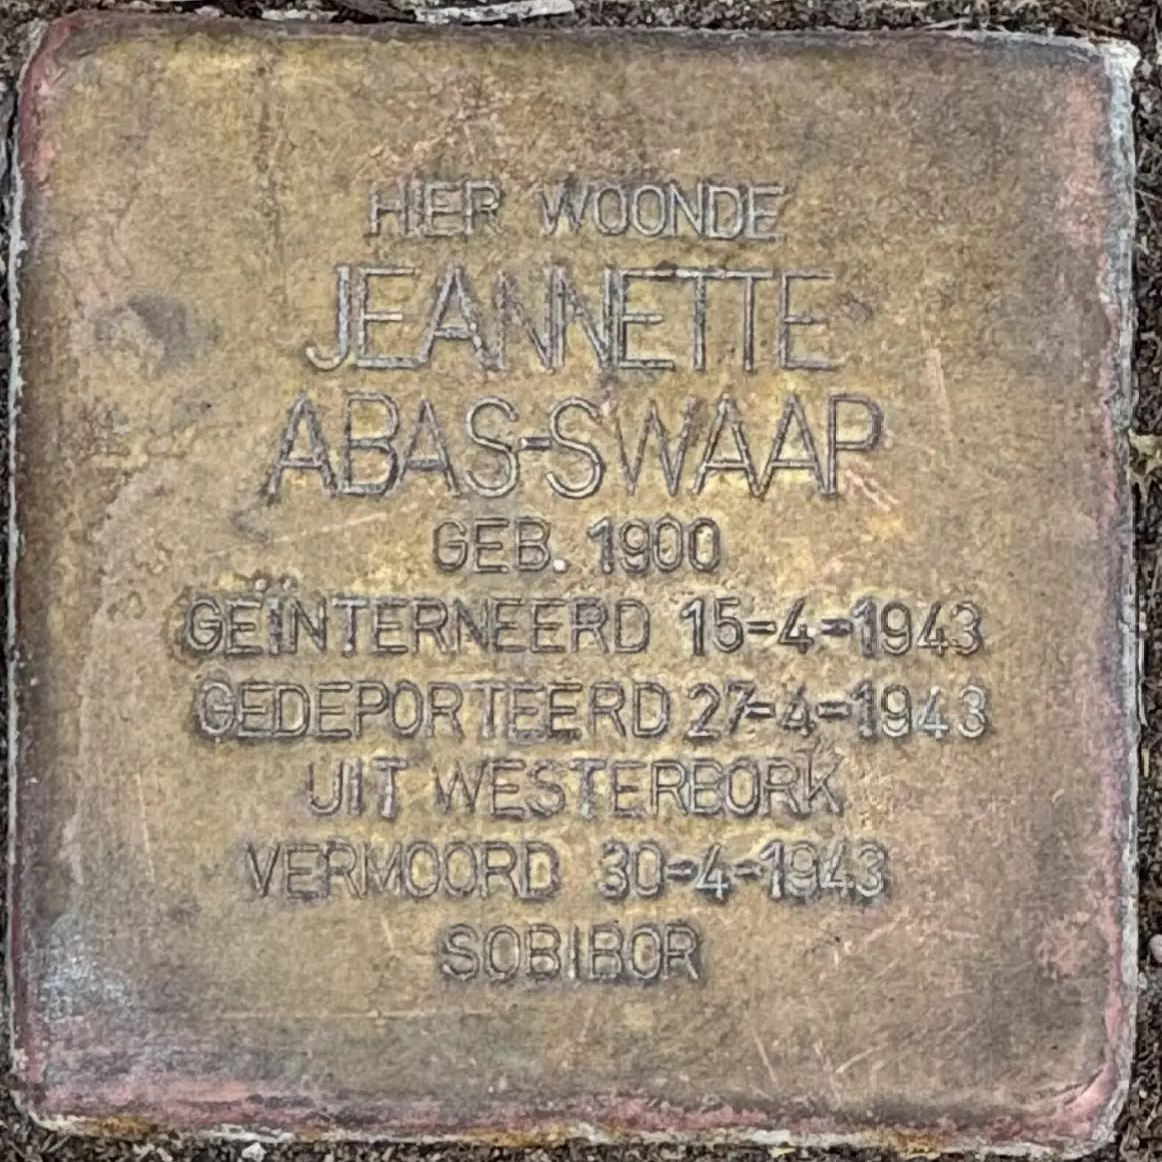 HIER WOONDE
JEANNETTE
ABAS-SWAAP
GEB. 1900
GEÏNTERNEERD 15-4-1943
GEDEPORTEERD 27-4-1943
UIT WESTERBORK
VERMOORD 30-4-1943
SOBIBOR